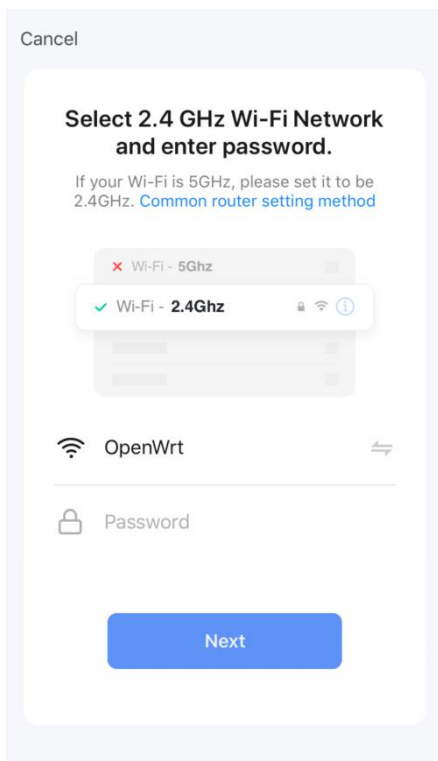 Cancel
Select 2.4 GHz Wi-Fi Network
and enter password.
If your Wi-Fi is 5GHz, please set it to be
2.4GHz. Common router setting method
Wi-Fi - 5Ghz
Wi-Fi - 2.4Ghz
OpenWrt
Password
Next